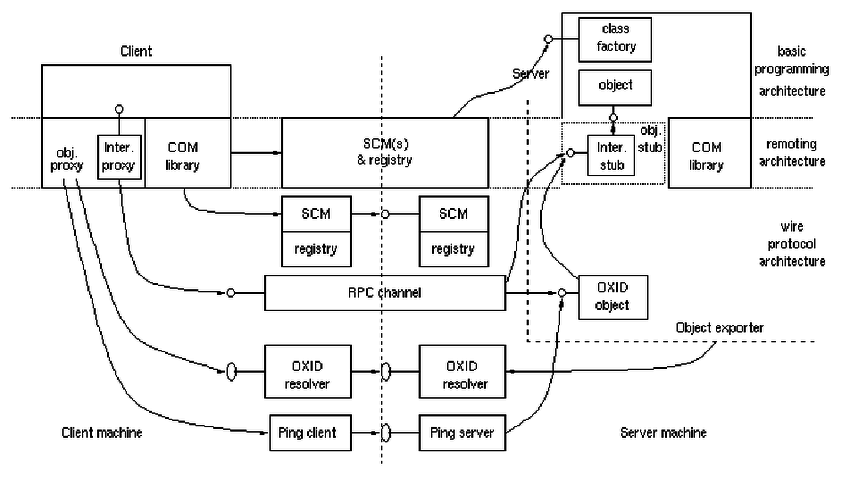 Client
Server
class
factory
object
basic
programming
architecture
obj.
proxy
Inter.
proxy
COM
library
SCM(s)
& registry
Inter.
stub
obj.
stub
COM
library
remoting
architecture
SCM
registry
SCM
registry
wire
protocol
architecture
RPC channel
OXID
object
Object exporter
OXID
resolver
OXID
resolver
Client machine
Ping client
Ping server
Server machine